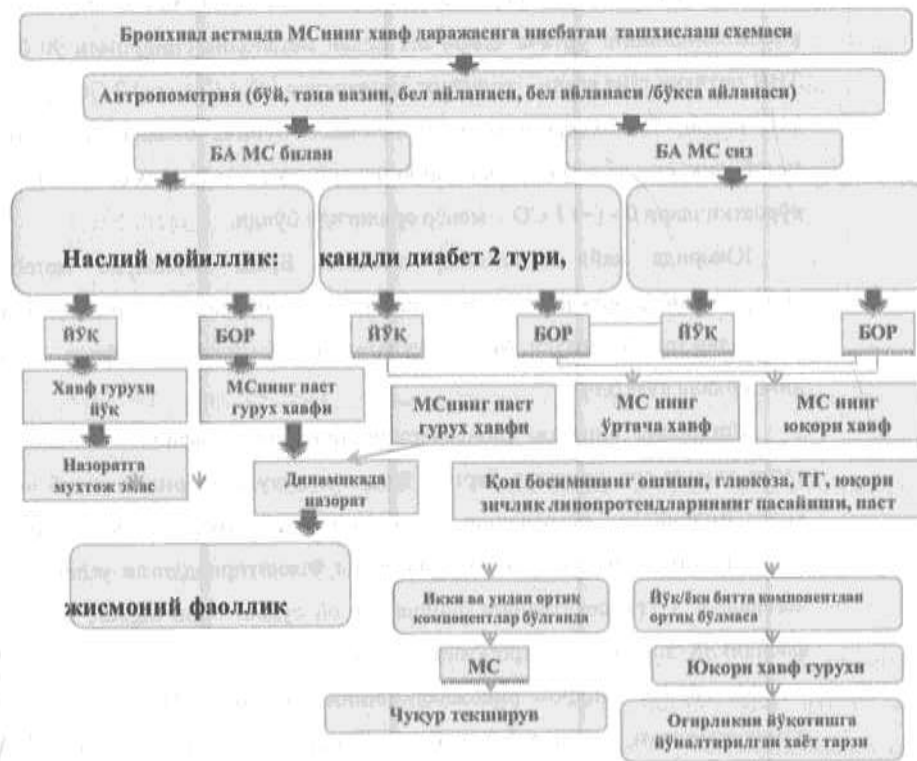 Бронхиал астмада МСнинг хавф даражасига нисбатан ташхислаш схемаси
Антропометрия (бўй, тана вазни, бел айланаси, бел айланаси /бўкса айланаси)
БА МС билан
БА МС сиз
Наслий мойиллик: қандли диабет 2 тури,
ЙЎҚ
БОР
ЙЎҚ
БОР
ЙЎҚ
БОР
Хавф гурухи
йўқ
МСнинг паст
гурух хавфи
МСнинг паст
гурух хавфи
МС нинг
ўртача хавф
МС нинг
юқори хавф
Назоратга
мухтож эмас
Динамикада
назорат
Қон босимининг ошиши, глюкоза, ТГ, юқори
зичлик липопротендларининг пасайиши, паст
жисмоний фаоллик
Икки ва ундан ортиқ
компонентлар бўлганда
Йўқ/ёки битта компонентдан
ортиқ бўлмаса
МС
Юқори хавф гурухи
Чуқур текширув
Оғирликни йўқотишга
йўналтирилган хаёт тарзи